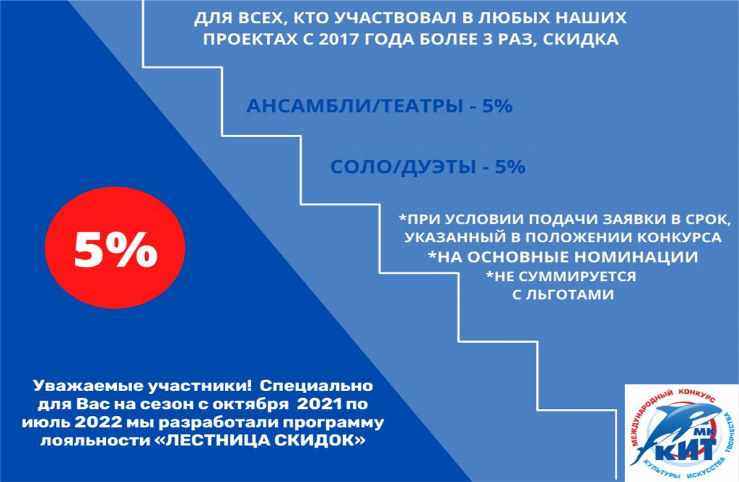 ДЛЯ ВСЕХ, КТО УЧАСТВОВАЛ В ЛЮБЫХ НАШИХ
ПРОЕКТАХ С 2017 ГОДА БОЛЕЕ 3 РАЗ, СКИДКА
АНСАМБЛИ/ТЕАТРЫ - 5%
СОЛО/ДУЭТЫ - 5%
*ПРИ УСЛОВИИ ПОДАЧИ ЗАЯВКИ В СРОК,
УКАЗАННЫЙ В ПОЛОЖЕНИИ КОНКУРСА
*НА ОСНОВНЫЕ НОМИНАЦИИ
*НЕ СУММИРУЕТСЯ
С ЛЬГОТАМИ
5%
Уважаемые участники! Специально
для Вас на сезон с октября 2021 по
июль 2022 мы разработали программу
лояльности «ЛЕСТНИЦА СКИДОК»
МЕЖДУНАРОДНЫЙ КОНКУРС
МК
КИТ
КУЛЬТУРЫ ИСКУССТВА ТВОРЧЕСТВА